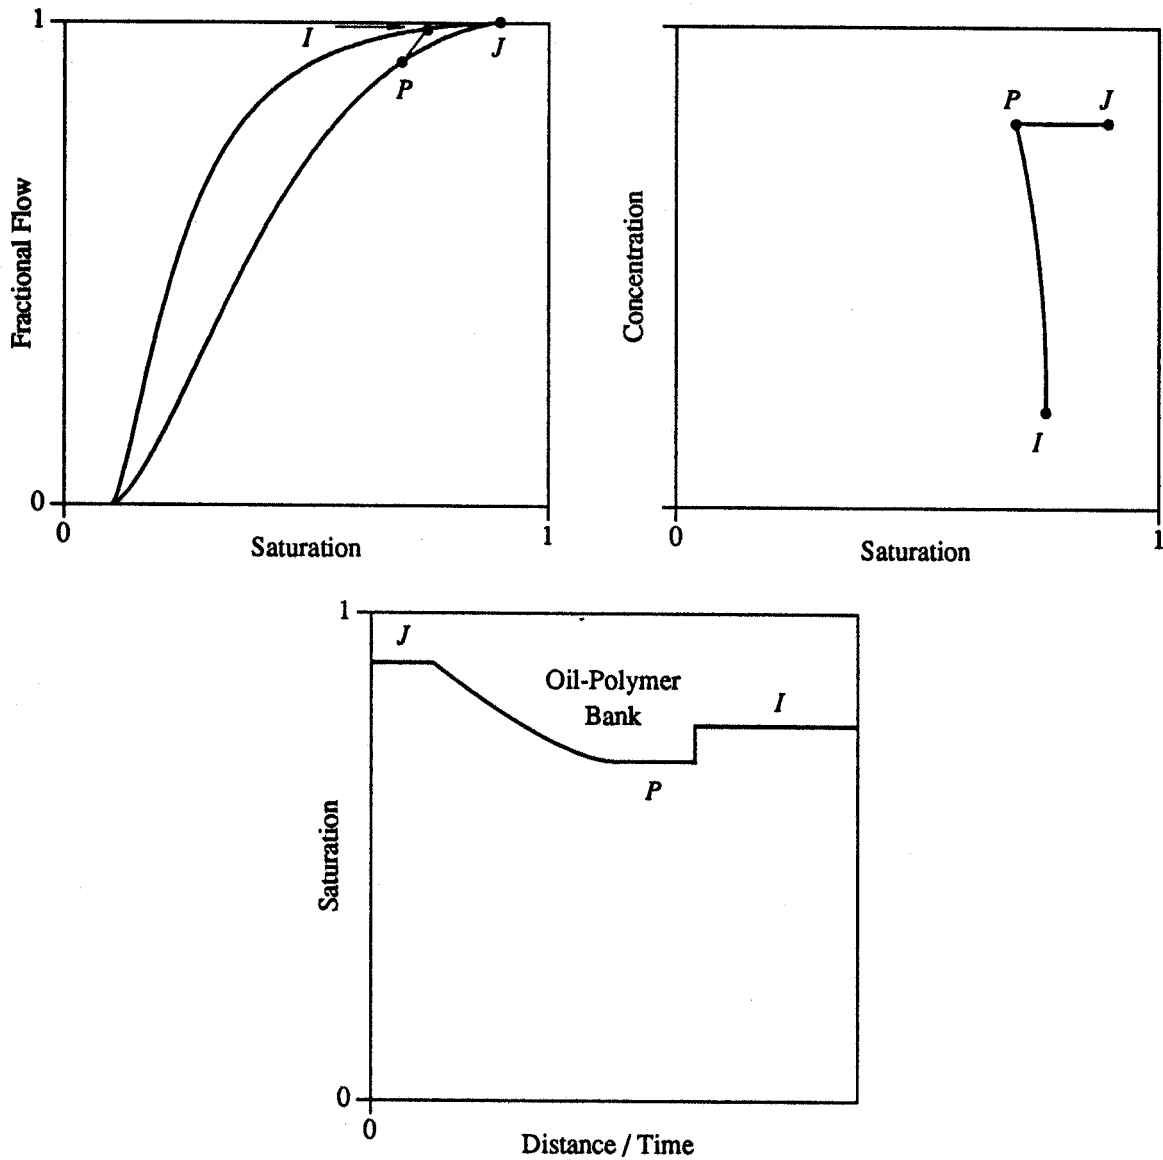 1
I
J
P
Fractional Flow
0
0
1
Saturation
P
J
Concentration
I
0
1
Saturation
1
J
Oil-Polymer
Bank
I
P
Saturation
0
0
Distance / Time